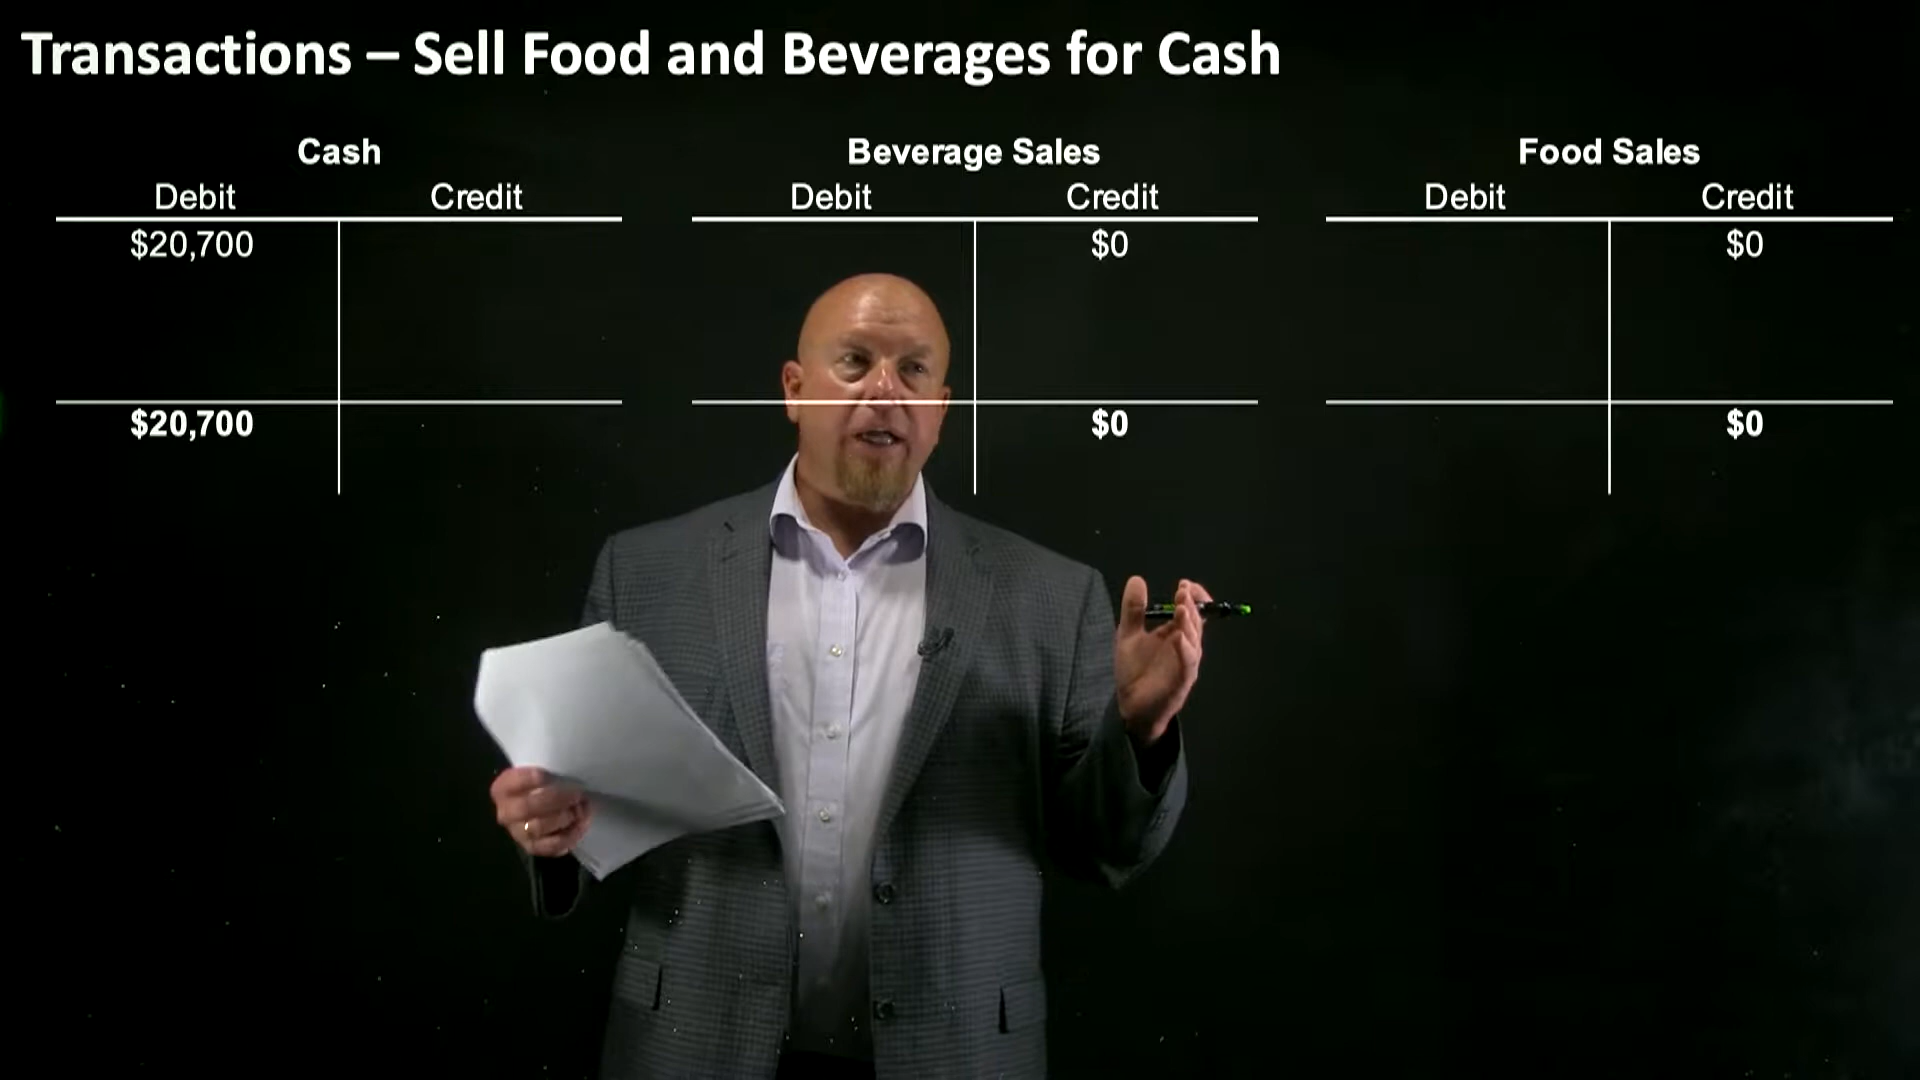 Transactions – Sell Food and Beverages for Cash
Cash
Debit Credit
$20,700
$20,700
Beverage Sales
Debit Credit
$0
$0
Food Sales
Debit Credit
$0
$0